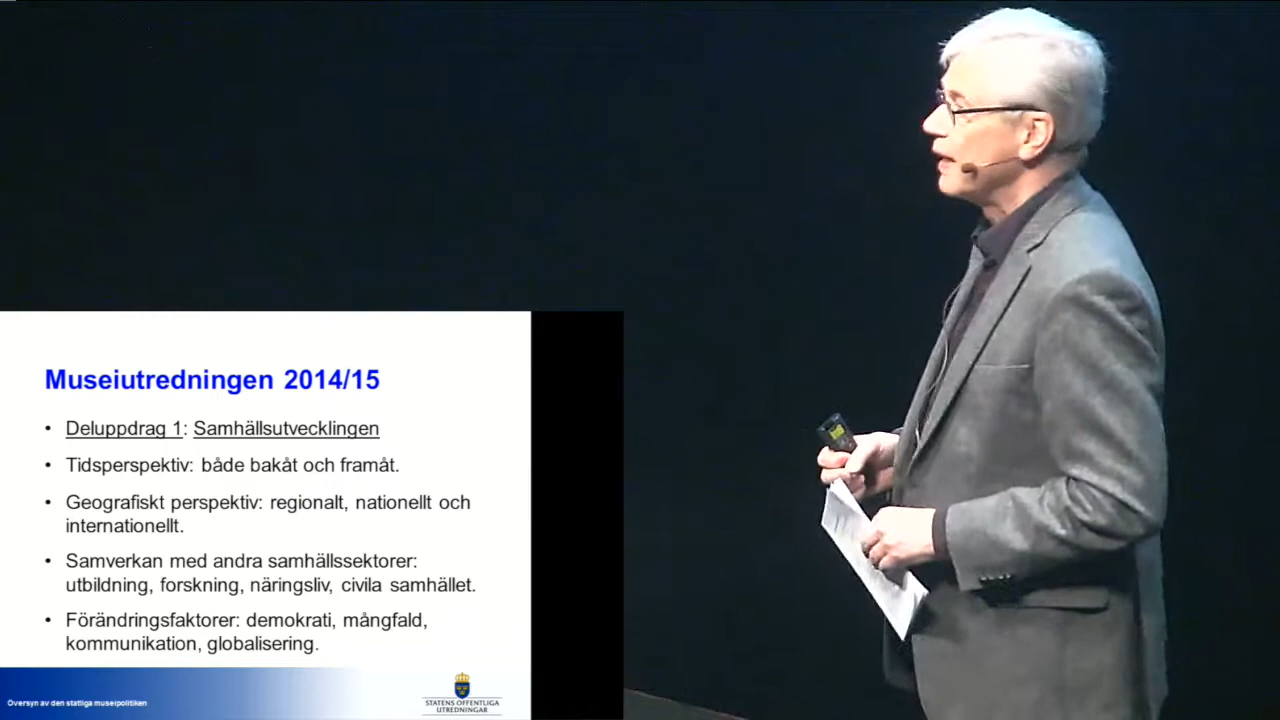 Museiutredningen 2014/15
• Deluppdrag 1: Samhällsutvecklingen
• Tidsperspektiv: både bakåt och framåt.
• Geografiskt perspektiv: regionalt, nationellt och
internationellt.
• Samverkan med andra samhällssektorer:
utbildning, forskning, näringsliv, civila samhället.
• Förändringsfaktorer: demokrati, mångfald,
kommunikation, globalisering.
Översyn av den statliga museipolitiken
STATENS OFFENTLIGA
UTREDNINGAR